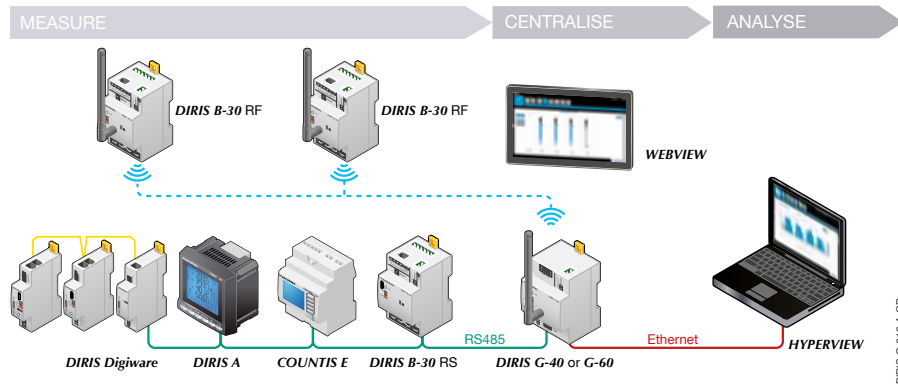 MEASURE
CENTRALISE
ANALYSE
DIRIS B-30 RF
DIRIS B-30 RF
WEBVIEW
RS485
Ethernet
DIRIS Digiware
DIRIS A
COUNTIS E
DIRIS B-30 RS
DIRIS G-40 or G-60
HYPERVIEW